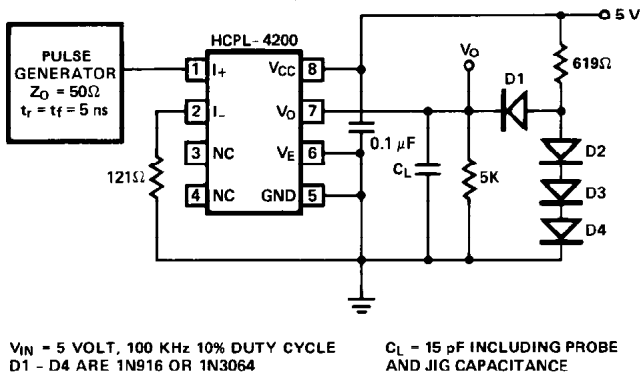 HCPL-4200
5 V
PULSE
GENERATOR
Z_O = 50Ω
t_r = t_f = 5 ns
1 I+
2 I-
3 NC
4 NC
V_CC 8
V_O 7
V_E 6
GND 5
121Ω
0.1 μF
C_L
V_O
5K
D1
619Ω
D2
D3
D4
V_IN = 5 VOLT, 100 KHz 10% DUTY CYCLE
D1 - D4 ARE 1N916 OR 1N3064
C_L = 15 pF INCLUDING PROBE
AND JIG CAPACITANCE